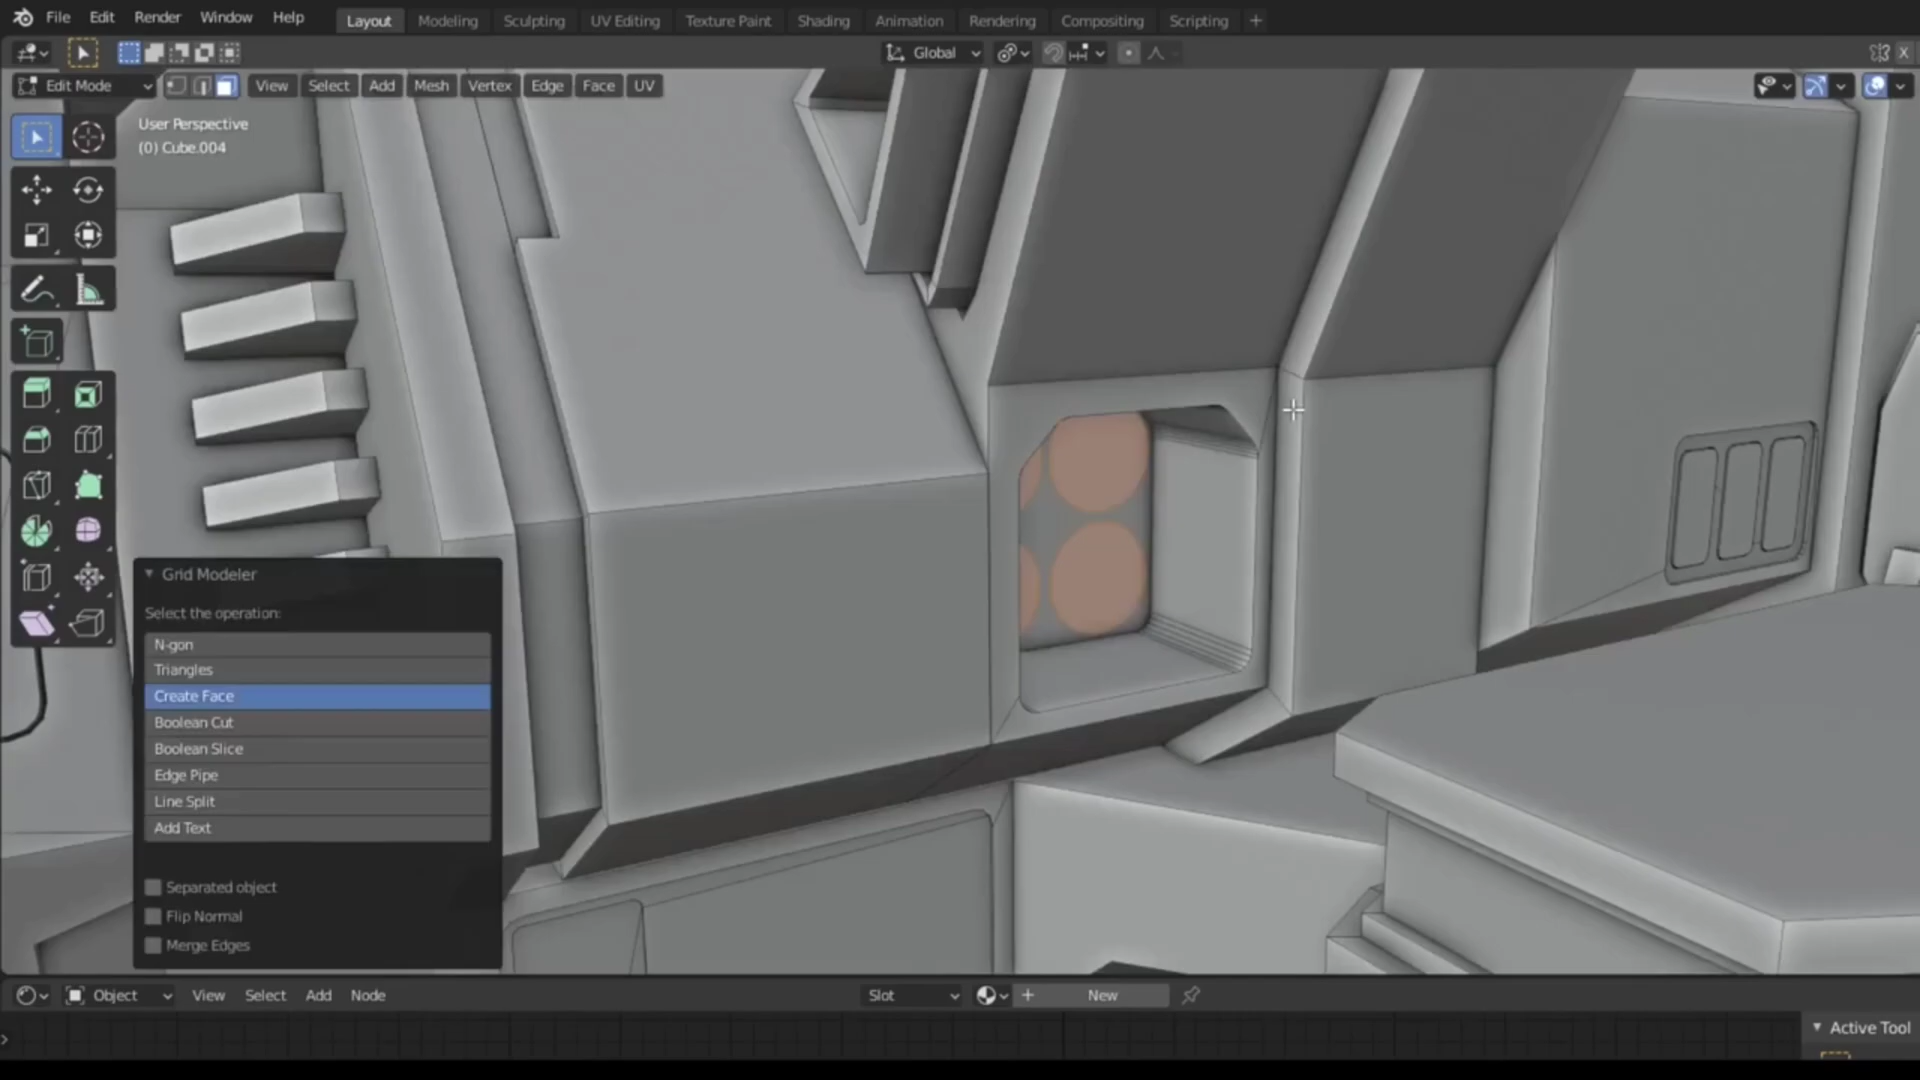 File Edit Render Window Help Layout Modeling Sculpting UV Editing Texture Paint Shading Animation Rendering Compositing Scripting +
Global X
Edit Mode View Select Add Mesh Vertex Edge Face UV
User Perspective
(0) Cube.004
Grid Modeler
Select the operation:
N-gon
Triangles
Create Face
Boolean Cut
Boolean Slice
Edge Pipe
Line Split
Add Text
Separated object
Flip Normal
Merge Edges
Object View Select Add Node Slot New
Active Tool